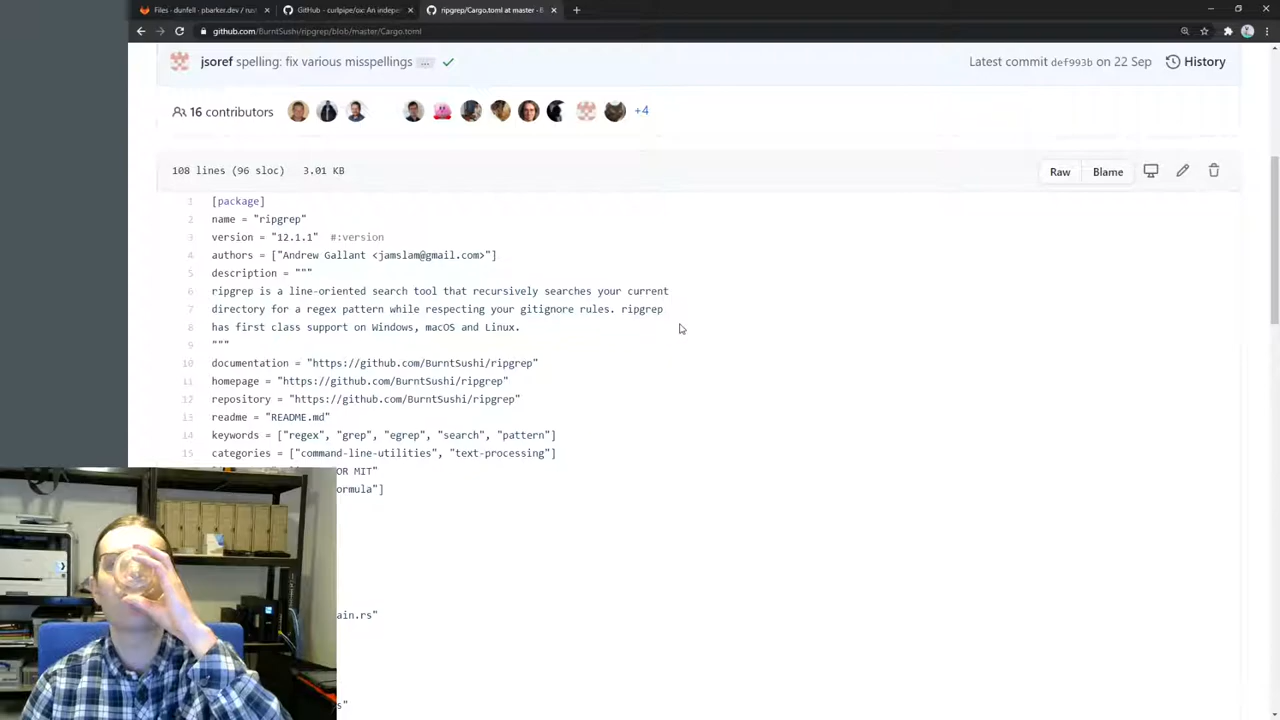 Files · dunfell · pbarker.dev / rust
GitHub - curlpipe/ox: An indepe
ripgrep/Cargo.toml at master · B
github.com/BurntSushi/ripgrep/blob/master/Cargo.toml
jsoref spelling: fix various misspellings ...
Latest commit def993b on 22 Sep
History
16 contributors
+4
108 lines (96 sloc) 3.01 KB
Raw
Blame
1 [package]
2 name = "ripgrep"
3 version = "12.1.1" #:version
4 authors = ["Andrew Gallant <jamslam@gmail.com>"]
5 description = """
6 ripgrep is a line-oriented search tool that recursively searches your current
7 directory for a regex pattern while respecting your gitignore rules. ripgrep
8 has first class support on Windows, macOS and Linux.
9 """
10 documentation = "https://github.com/BurntSushi/ripgrep"
11 homepage = "https://github.com/BurntSushi/ripgrep"
12 repository = "https://github.com/BurntSushi/ripgrep"
13 readme = "README.md"
14 keywords = ["regex", "grep", "egrep", "search", "pattern"]
15 categories = ["command-line-utilities", "text-processing"]
OR MIT"
ormula"]
ain.rs"
s"